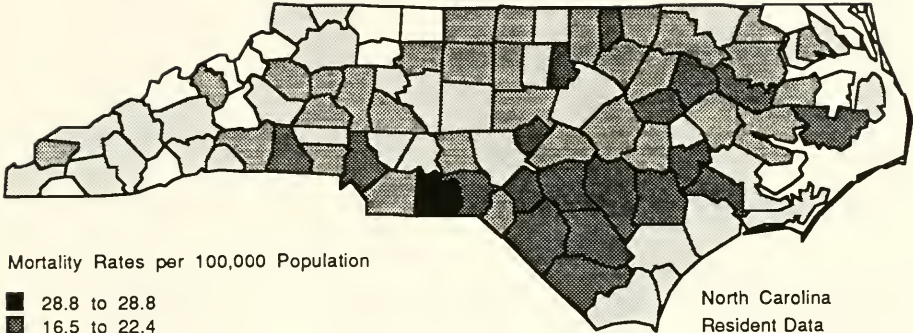 Mortality Rates per 100,000 Population
28.8 to 28.8
16.5 to 22.4
North Carolina
Resident Data